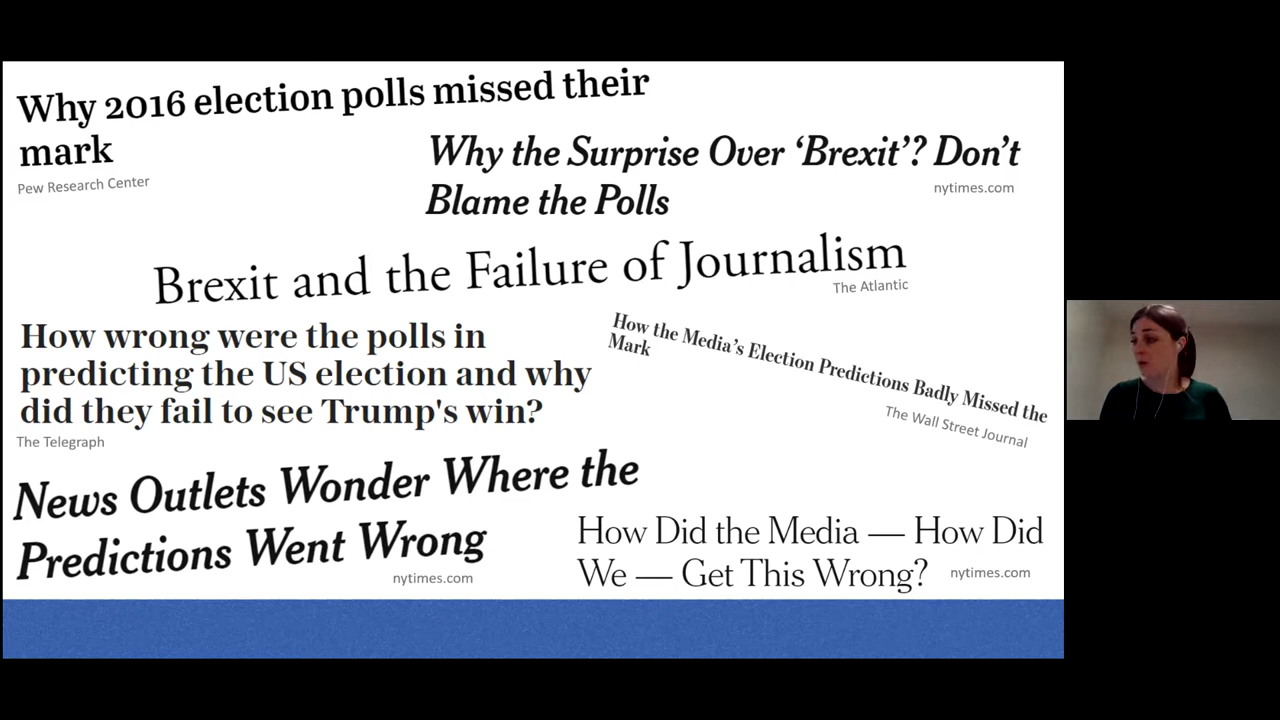 Why 2016 election polls missed their
mark
Pew Research Center
Why the Surprise Over ‘Brexit’? Don’t
Blame the Polls
nytimes.com
Brexit and the Failure of Journalism
The Atlantic
How wrong were the polls in
predicting the US election and why
did they fail to see Trump's win?
The Telegraph
How the Media’s Election Predictions Badly Missed the
Mark
The Wall Street Journal
News Outlets Wonder Where the
Predictions Went Wrong
nytimes.com
How Did the Media — How Did
We — Get This Wrong?
nytimes.com